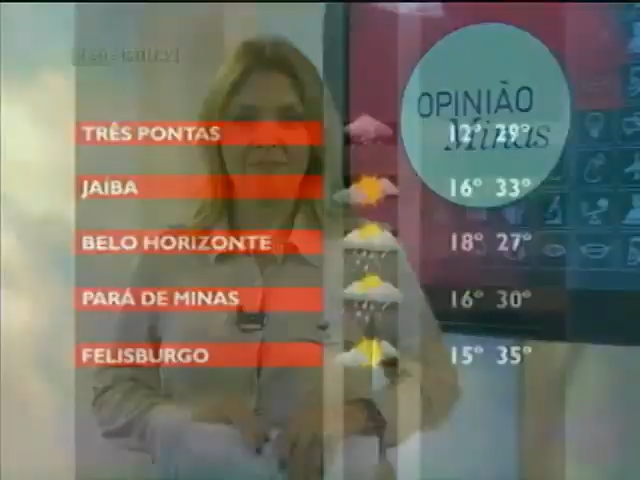 OPINIÃO
Minas
TRÊS PONTAS 12° 29°
JAÍBA 16° 33°
BELO HORIZONTE 18° 27°
PARÁ DE MINAS 16° 30°
FELISBURGO 15° 35°